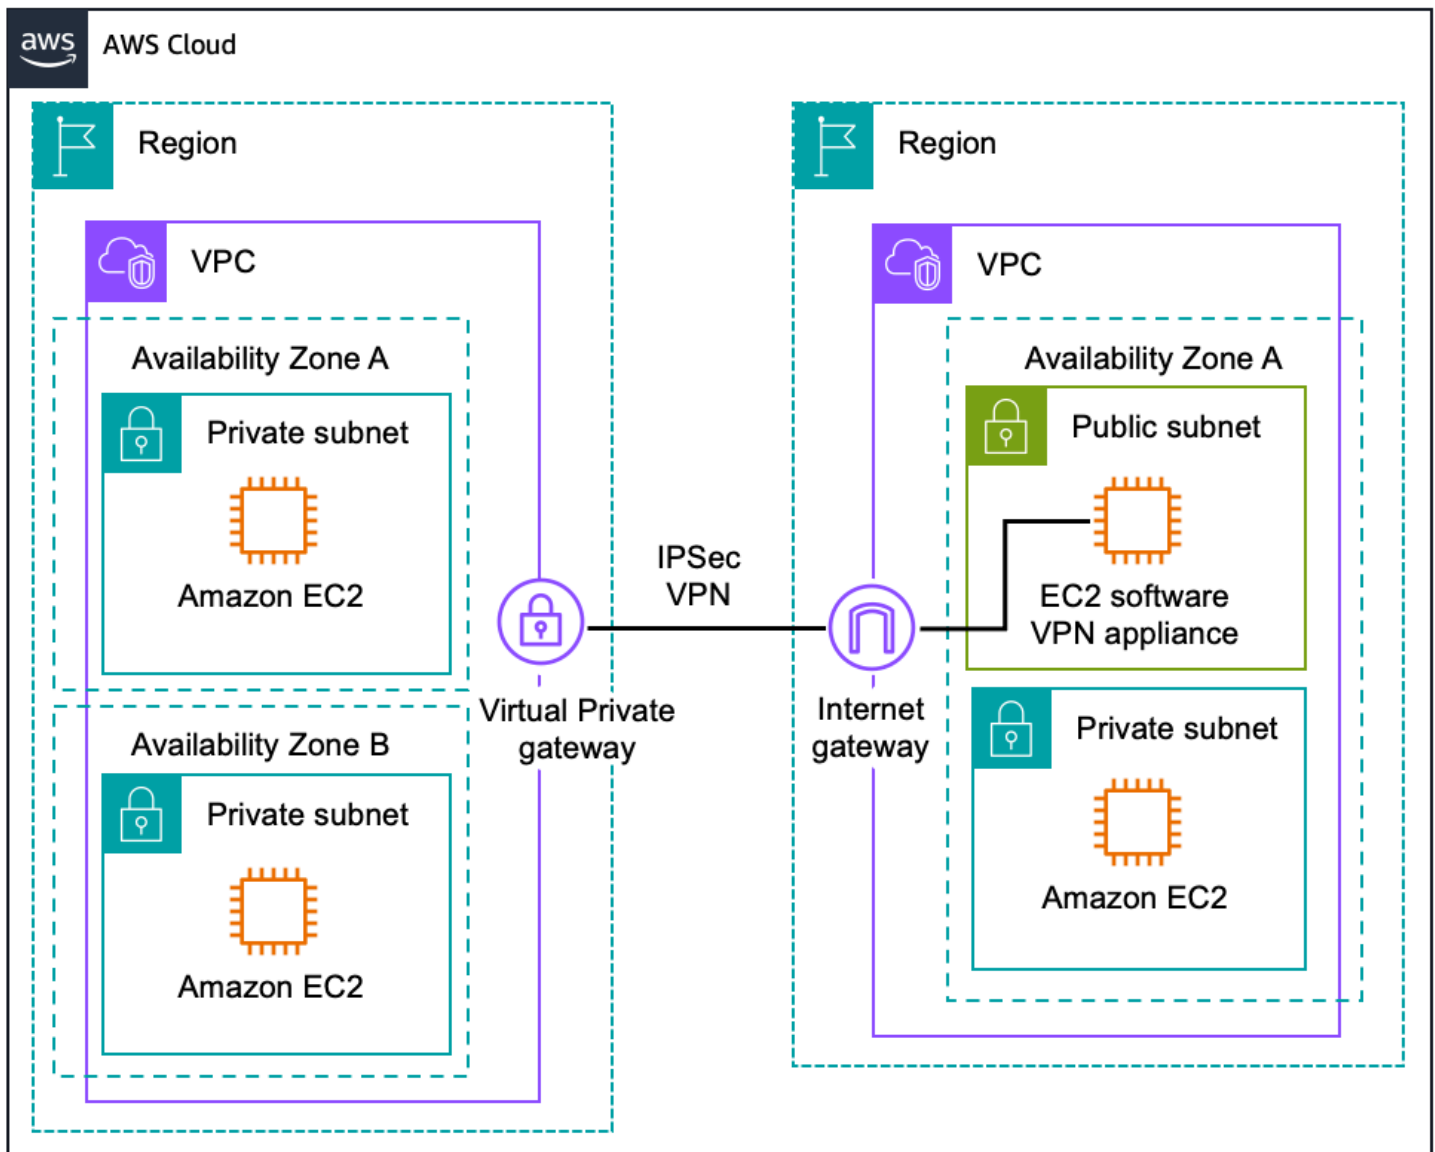 aws
AWS Cloud
Region
VPC
Availability Zone A
Private subnet
Amazon EC2
Availability Zone B
Private subnet
Amazon EC2
Virtual Private
gateway
IPSec
VPN
Internet
gateway
Region
VPC
Availability Zone A
Public subnet
EC2 software
VPN appliance
Private subnet
Amazon EC2